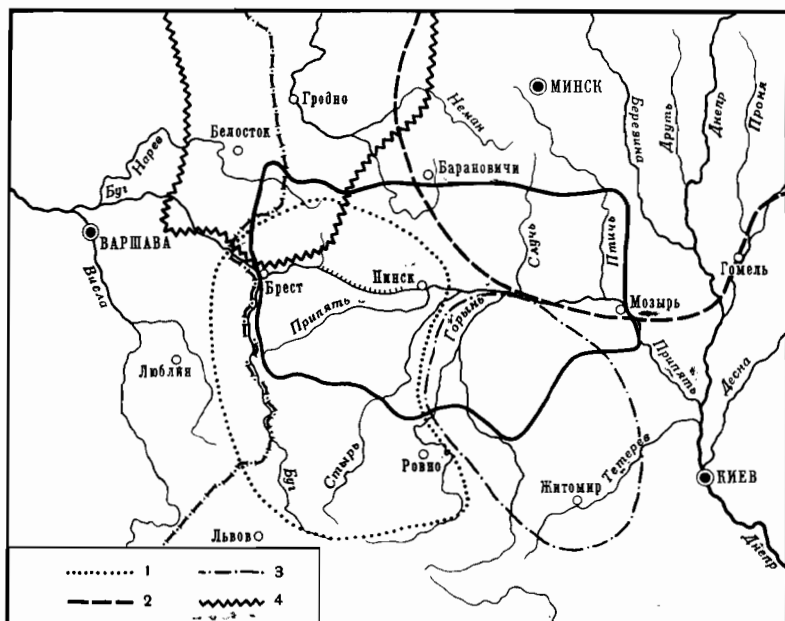 МИНСК
Гродно
Неман
Березина
Друть
Днепр
Проня
Белосток
Нарев
Барановичи
Буг
ВАРШАВА
Висла
Случь
Птичь
Гомель
Брест
Пинск
Мозырь
Припять
Горынь
Припять
Десна
Люблин
Стырь
Ровно
Тетерев
Буг
Житомир
КИЕВ
Львов
Днепр
1 3
2 4